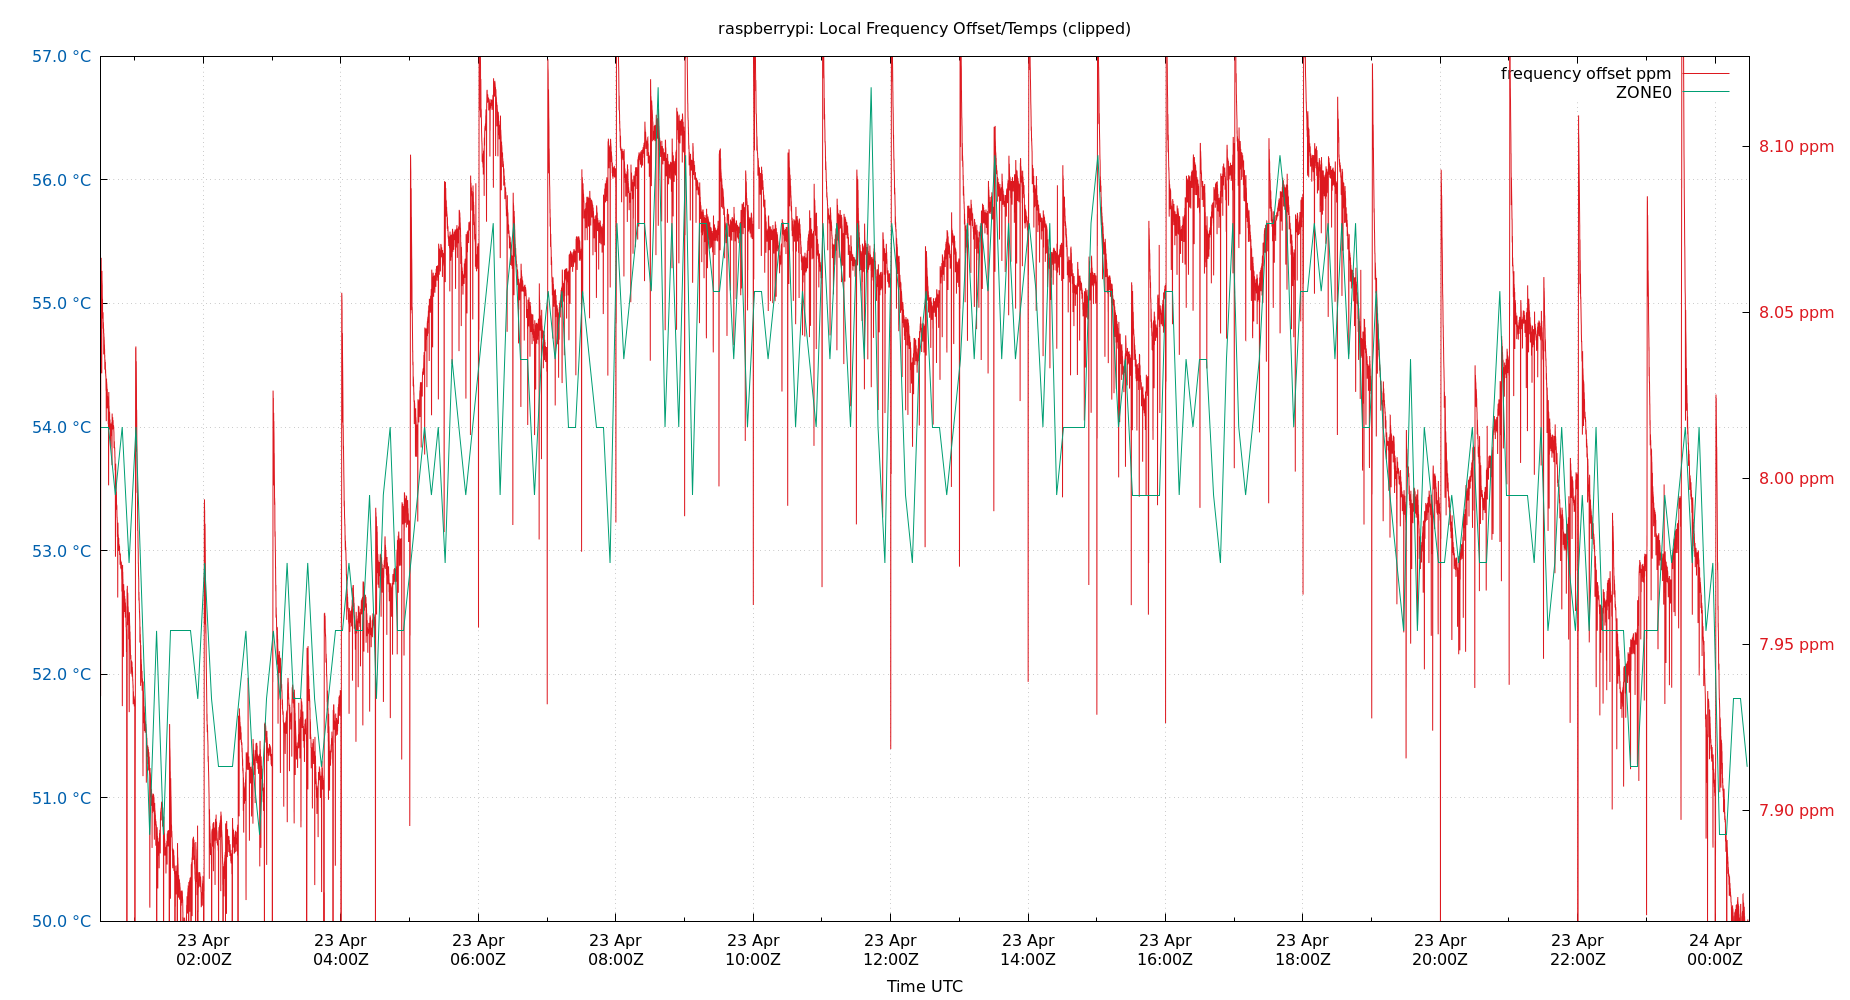 raspberrypi: Local Frequency Offset/Temps (clipped)
57.0 °C
56.0 °C
55.0 °C
54.0 °C
53.0 °C
52.0 °C
51.0 °C
50.0 °C
frequency offset ppm
ZONE0
8.10 ppm
8.05 ppm
8.00 ppm
7.95 ppm
7.90 ppm
23 Apr 23 Apr 23 Apr 23 Apr 23 Apr 23 Apr 23 Apr 23 Apr 23 Apr 23 Apr 23 Apr 24 Apr
02:00Z 04:00Z 06:00Z 08:00Z 10:00Z 12:00Z 14:00Z 16:00Z 18:00Z 20:00Z 22:00Z 00:00Z
Time UTC